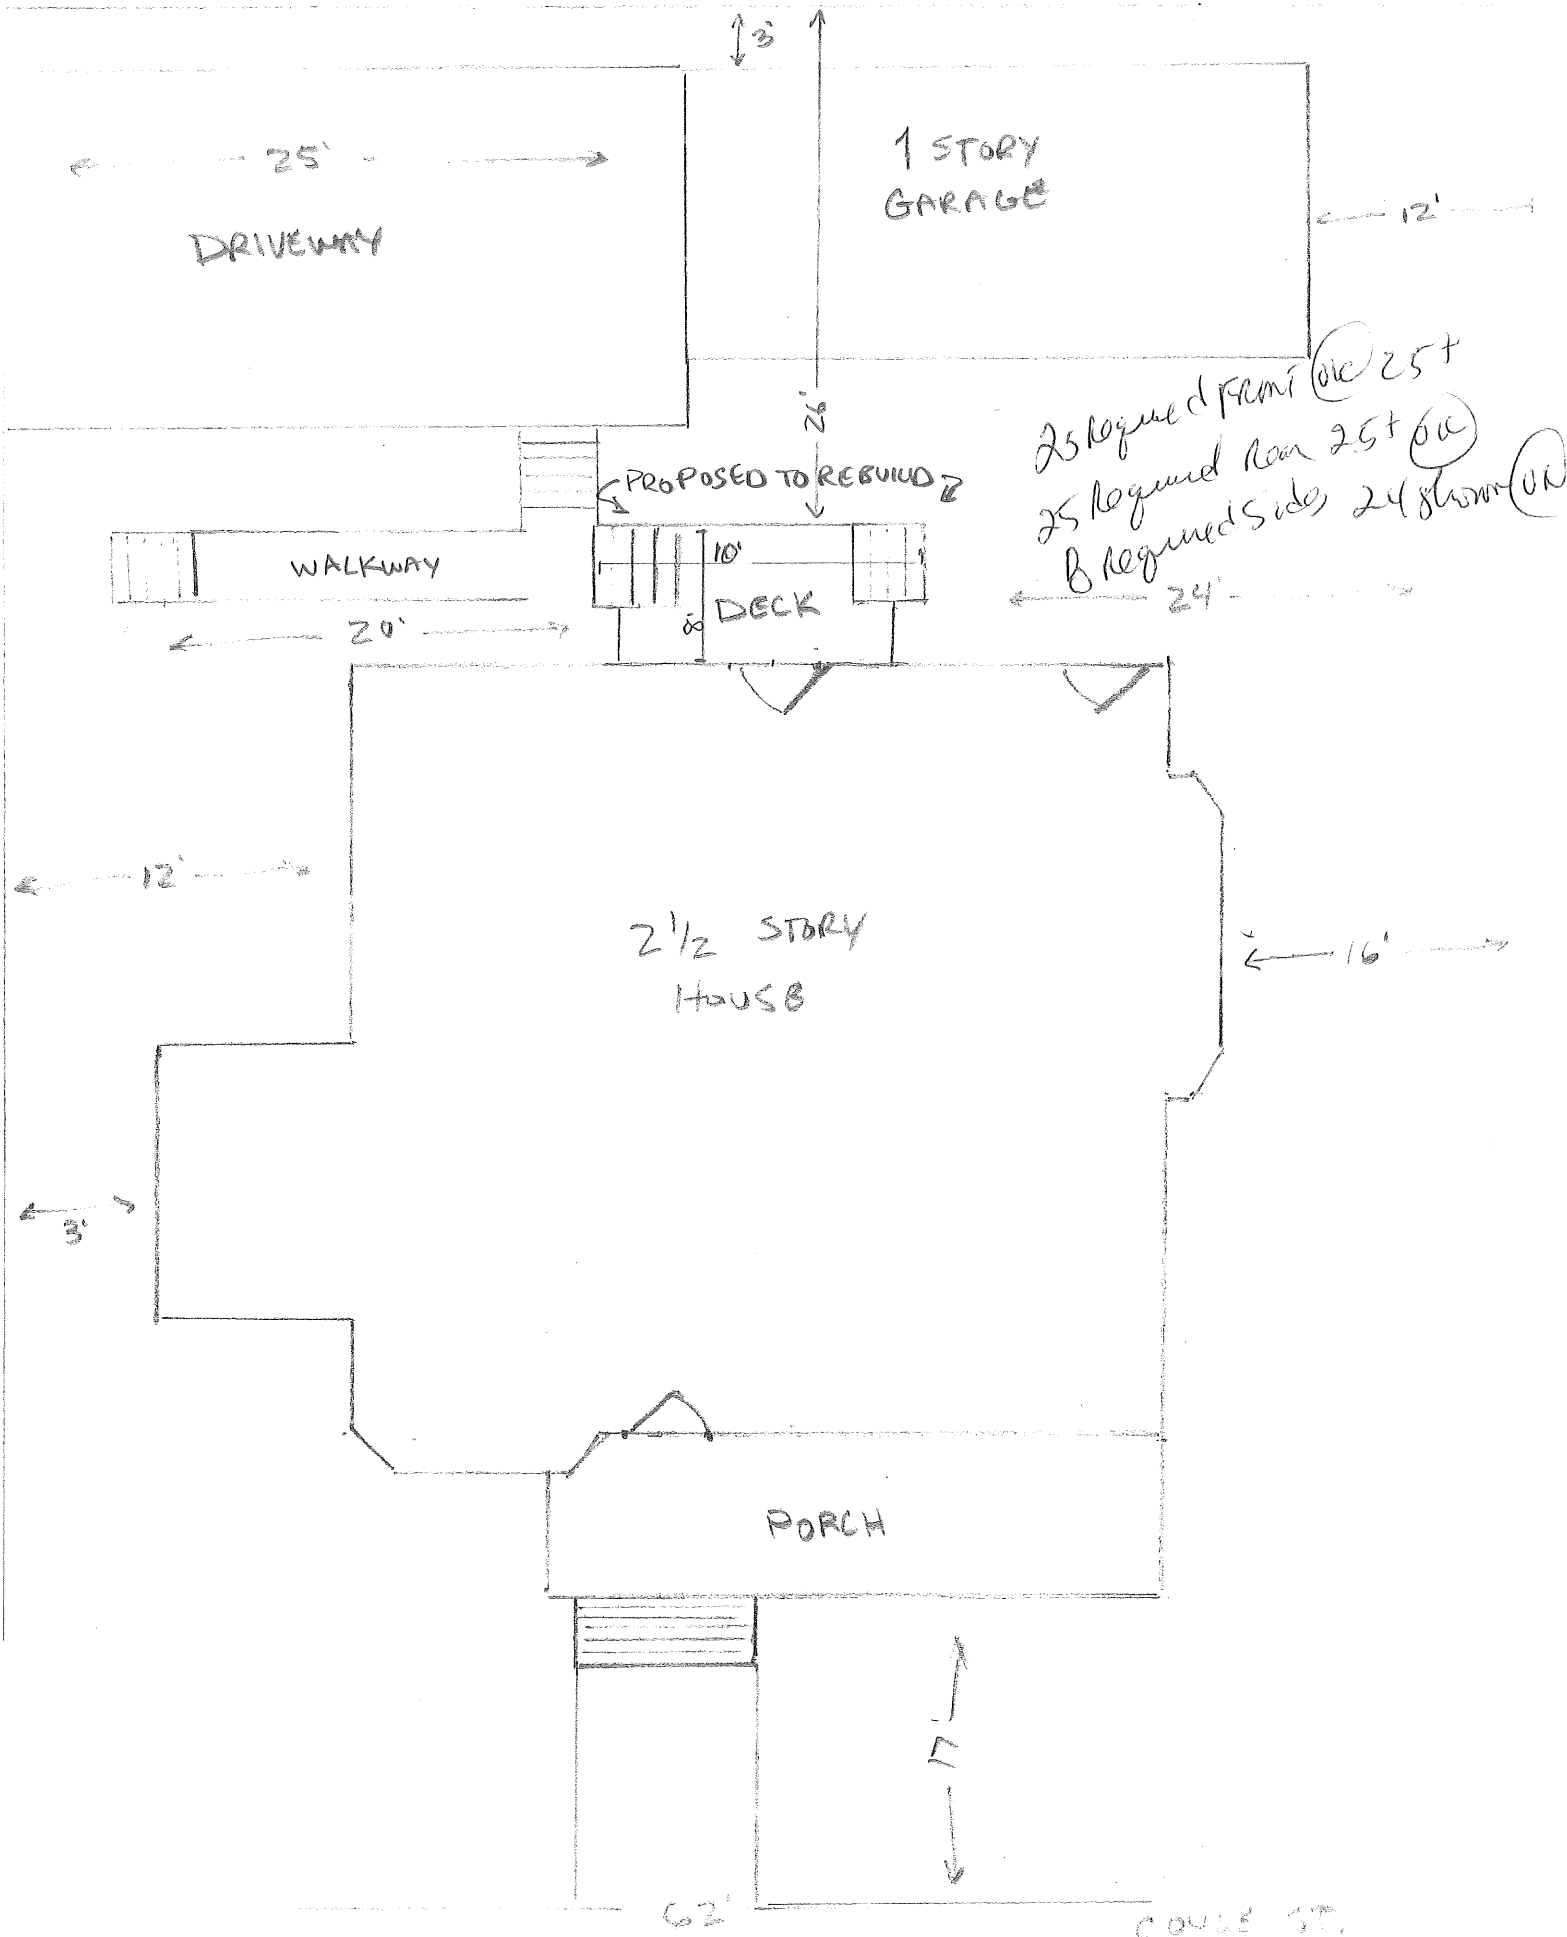 3'
25'
1 STORY
GARAGE
12'
DRIVEWAY
26'
25 Required Front OK 25+
25 Required Rear 25+ OK
8 Required Sides 24 shown OK
PROPOSED TO REBUILD
WALKWAY
10'
DECK
8'
20'
24'
12'
2 1/2 STORY
HOUSE
16'
3'
PORCH
17'
62'
ST.